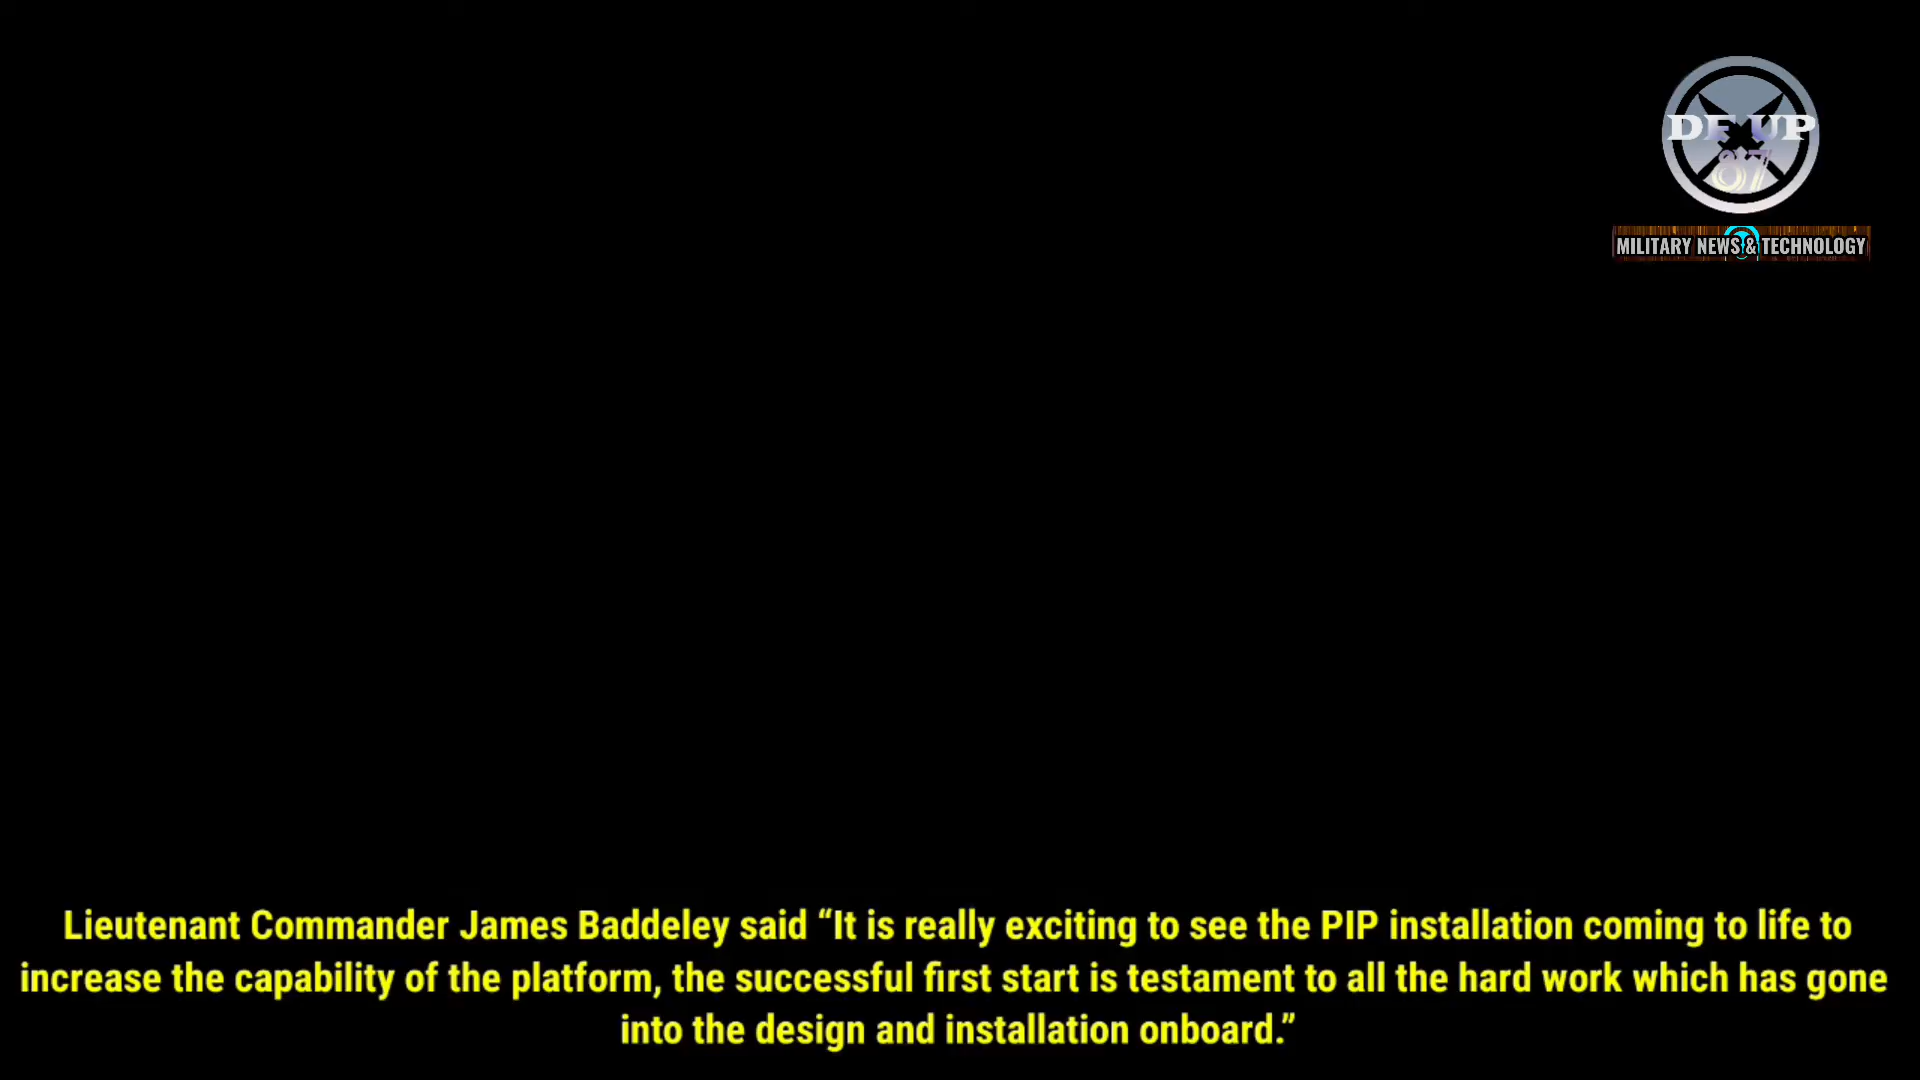 DF UP
87
MILITARY NEWS & TECHNOLOGY
Lieutenant Commander James Baddeley said “It is really exciting to see the PIP installation coming to life to
increase the capability of the platform, the successful first start is testament to all the hard work which has gone
into the design and installation onboard.”